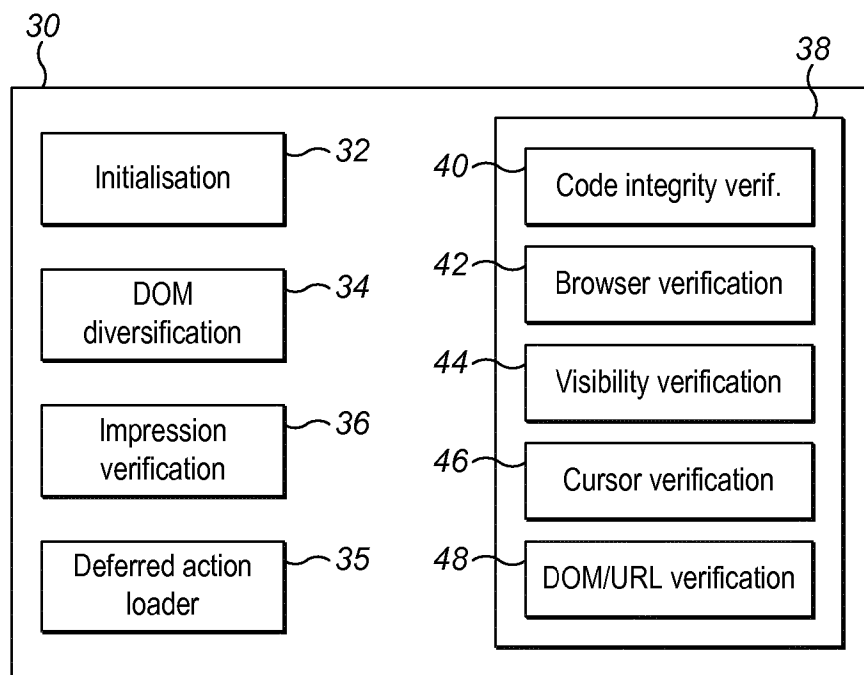 30
38
Initialisation
32
DOM
diversification
34
Impression
verification
36
Deferred action
loader
35
40
Code integrity verif.
42
Browser verification
44
Visibility verification
46
Cursor verification
48
DOM/URL verification